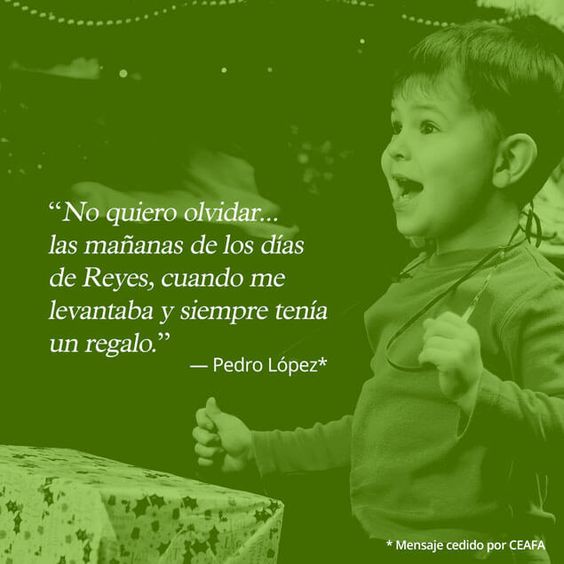 “No quiero olvidar...
las mañanas de los días
de Reyes, cuando me
levantaba y siempre tenía
un regalo.”
— Pedro López*
* Mensaje cedido por CEAFA